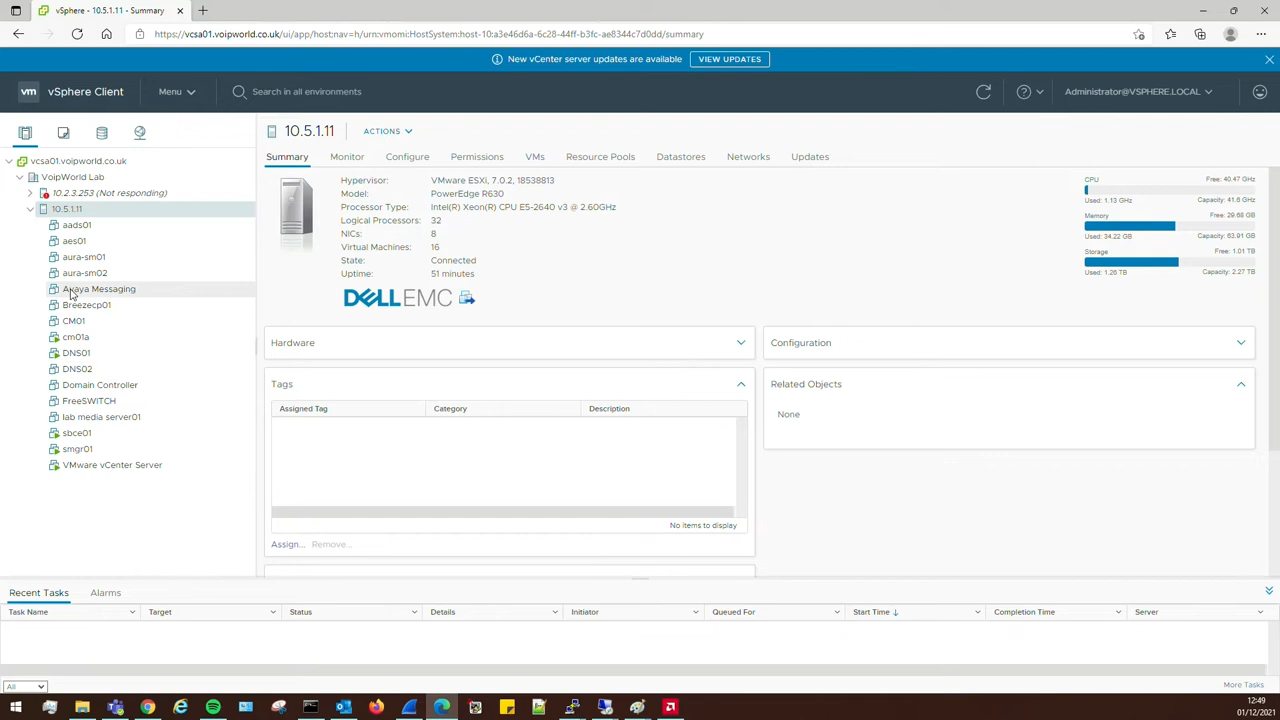 vSphere - 10.5.1.11 - Summary
https://vcsa01.voipworld.co.uk/ui/app/host:nav=h/urn:vmomi:HostSystem:host-10:a3e46d6a-6c28-44ff-b3fc-ae8344c7d0dd/summary
New vCenter server updates are available VIEW UPDATES
vm vSphere Client Menu Search in all environments Administrator@VSPHERE.LOCAL
10.5.1.11 ACTIONS
Summary Monitor Configure Permissions VMs Resource Pools Datastores Networks Updates
vcsa01.voipworld.co.uk
VoipWorld Lab
10.2.3.253 (Not responding)
10.5.1.11
aads01
aes01
aura-sm01
aura-sm02
Avaya Messaging
Breezecp01
CM01
cm01a
DNS01
DNS02
Domain Controller
FreeSWITCH
lab media server01
sbce01
smgr01
VMware vCenter Server
Hypervisor: VMware ESXi, 7.0.2, 18538813
Model: PowerEdge R630
Processor Type: Intel(R) Xeon(R) CPU E5-2640 v3 @ 2.60GHz
Logical Processors: 32
NICs: 8
Virtual Machines: 16
State: Connected
Uptime: 51 minutes
DELLEMC
CPU Free: 40.47 GHz
Used: 1.13 GHz Capacity: 41.6 GHz
Memory Free: 29.68 GB
Used: 34.22 GB Capacity: 63.91 GB
Storage Free: 1.01 TB
Used: 1.26 TB Capacity: 2.27 TB
Hardware
Configuration
Tags
Assigned Tag Category Description
No items to display
Assign... Remove...
Related Objects
None
Recent Tasks Alarms
Task Name Target Status Details Initiator Queued For Start Time Completion Time Server
All
More Tasks
12:49
01/12/2021